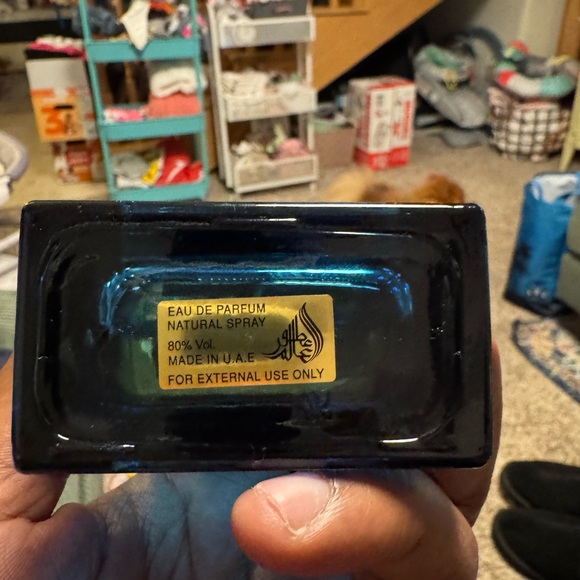 EAU DE PARFUM
NATURAL SPRAY
80% Vol.
MADE IN U.A.E
FOR EXTERNAL USE ONLY